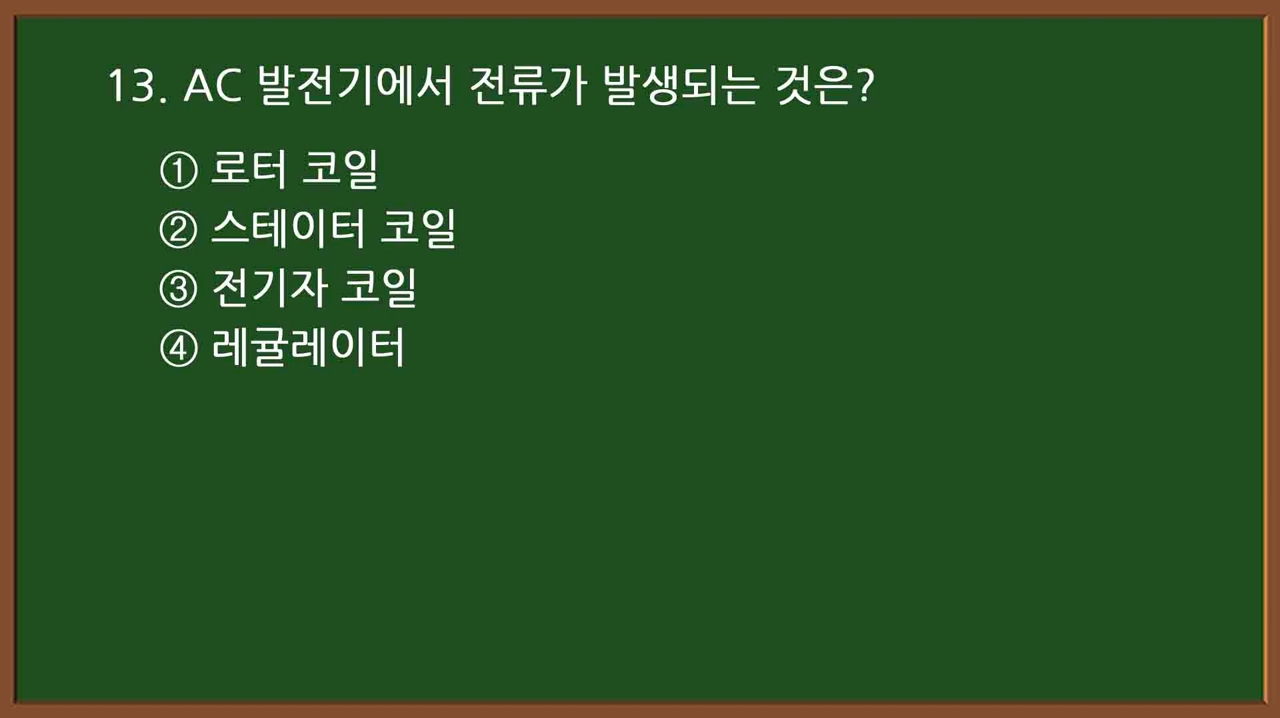 13. AC 발전기에서 전류가 발생되는 것은?
① 로터 코일
② 스테이터 코일
③ 전기자 코일
④ 레귤레이터